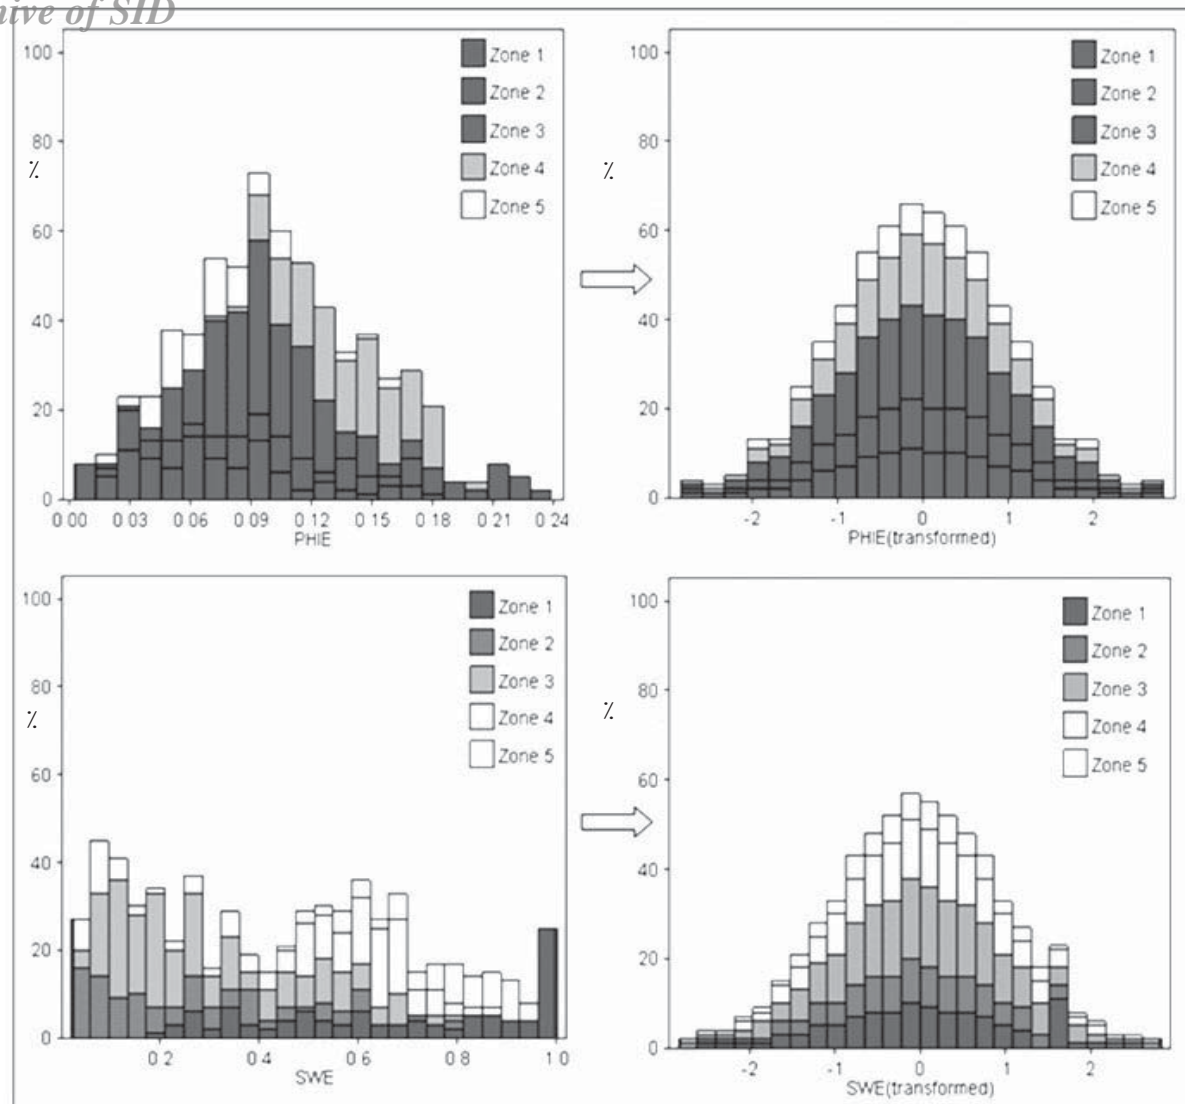 hive of SID
100
80
٪
60
40
20
0
Zone 1
Zone 2
Zone 3
Zone 4
Zone 5
0 00 0 03 0 06 0 09 0 12 0 15 0 18 0 21 0 24
PHIE
100
80
٪
60
40
20
0
Zone 1
Zone 2
Zone 3
Zone 4
Zone 5
-2 -1 0 1 2
PHIE(transformed)
100
80
٪
60
40
20
0
Zone 1
Zone 2
Zone 3
Zone 4
Zone 5
0 2 0 4 0 6 0 8 1 0
SWE
100
80
٪
60
40
20
0
Zone 1
Zone 2
Zone 3
Zone 4
Zone 5
-2 -1 0 1 2
SWE(transformed)